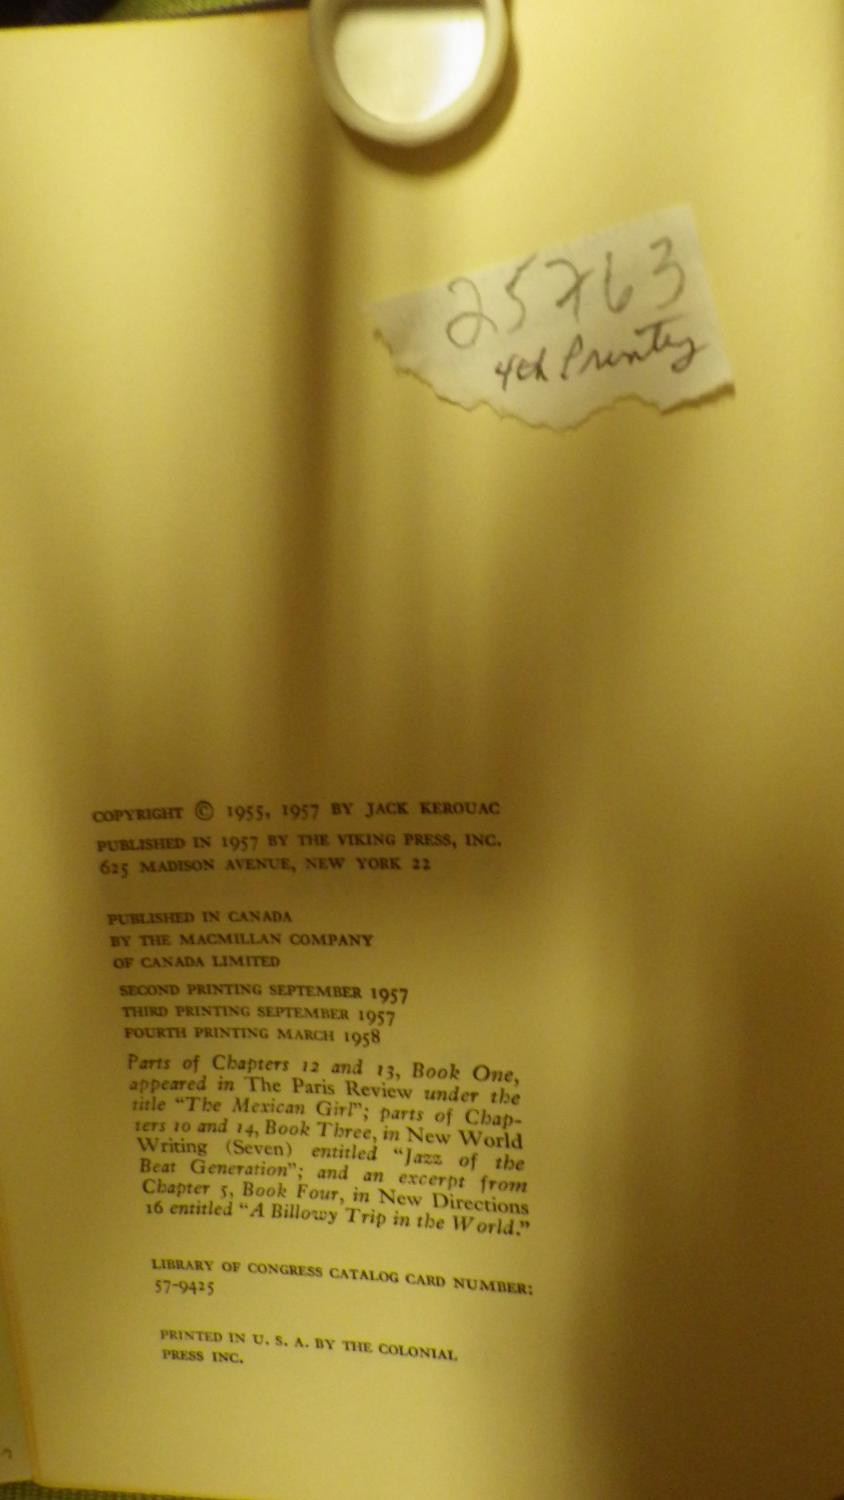 25763
4th Printing
COPYRIGHT © 1955, 1957 BY JACK KEROUAC
PUBLISHED IN 1957 BY THE VIKING PRESS, INC.
625 MADISON AVENUE, NEW YORK 22
PUBLISHED IN CANADA
BY THE MACMILLAN COMPANY
OF CANADA LIMITED
SECOND PRINTING SEPTEMBER 1957
THIRD PRINTING SEPTEMBER 1957
FOURTH PRINTING MARCH 1958
Parts of Chapters 12 and 13, Book One,
appeared in The Paris Review under the
title “The Mexican Girl”; parts of Chap-
ters 10 and 14, Book Three, in New World
Writing (Seven) entitled “Jazz of the
Beat Generation”; and an excerpt from
Chapter 5, Book Four, in New Directions
16 entitled “A Billowy Trip in the World.”
LIBRARY OF CONGRESS CATALOG CARD NUMBER:
57-9425
PRINTED IN U. S. A. BY THE COLONIAL
PRESS INC.